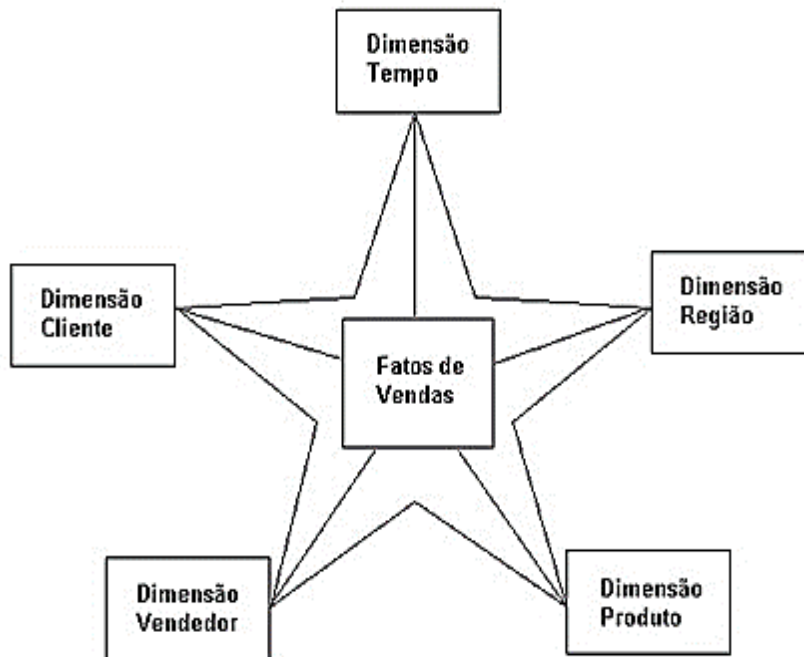 Dimensão
Tempo
Dimensão
Cliente
Dimensão
Região
Fatos de
Vendas
Dimensão
Vendedor
Dimensão
Produto